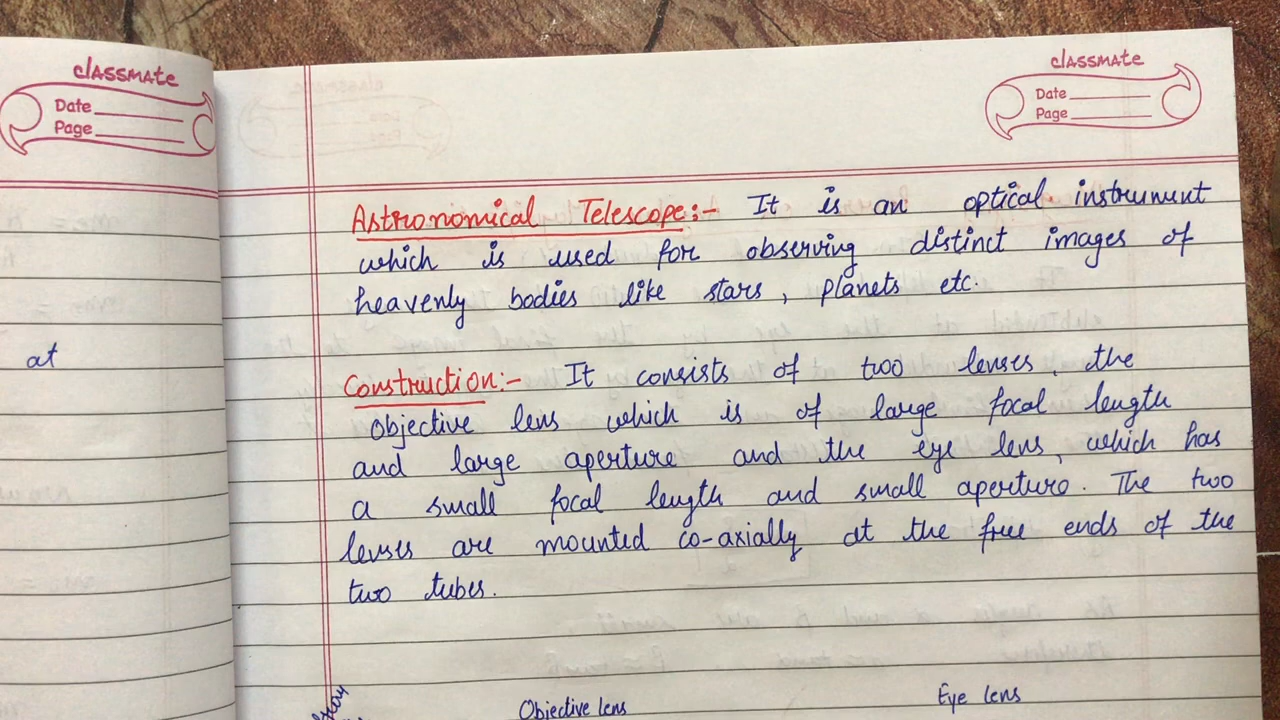 classmate
Date
Page
at
classmate
Date
Page
Astronomical Telescope:- It is an optical instrument
which is used for observing distinct images of
heavenly bodies like stars, planets etc.
Construction:- It consists of two lenses, the
objective lens which is of large focal length
and large aperture and the eye lens, which has
a small focal length and small aperture. The two
lenses are mounted co-axially at the free ends of the
two tubes.
Objective lens Eye lens